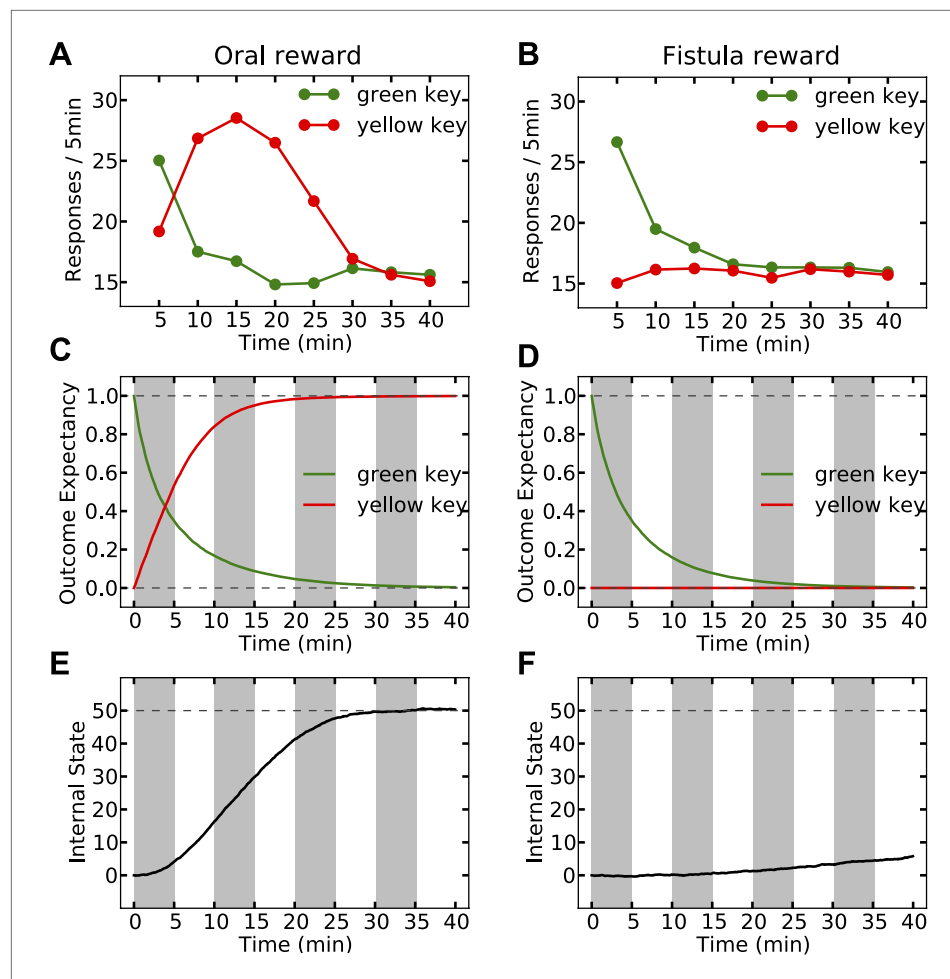 A
Oral reward
Responses / 5min
30
25
20
15
green key
yellow key
5 10 15 20 25 30 35 40
Time (min)
B
Fistula reward
Responses / 5min
30
25
20
15
green key
yellow key
5 10 15 20 25 30 35 40
Time (min)
C
Outcome Expectancy
1.0
0.8
0.6
0.4
0.2
0.0
green key
yellow key
0 5 10 15 20 25 30 35 40
Time (min)
D
Outcome Expectancy
1.0
0.8
0.6
0.4
0.2
0.0
green key
yellow key
0 5 10 15 20 25 30 35 40
Time (min)
E
Internal State
50
40
30
20
10
0
0 5 10 15 20 25 30 35 40
Time (min)
F
Internal State
50
40
30
20
10
0
0 5 10 15 20 25 30 35 40
Time (min)